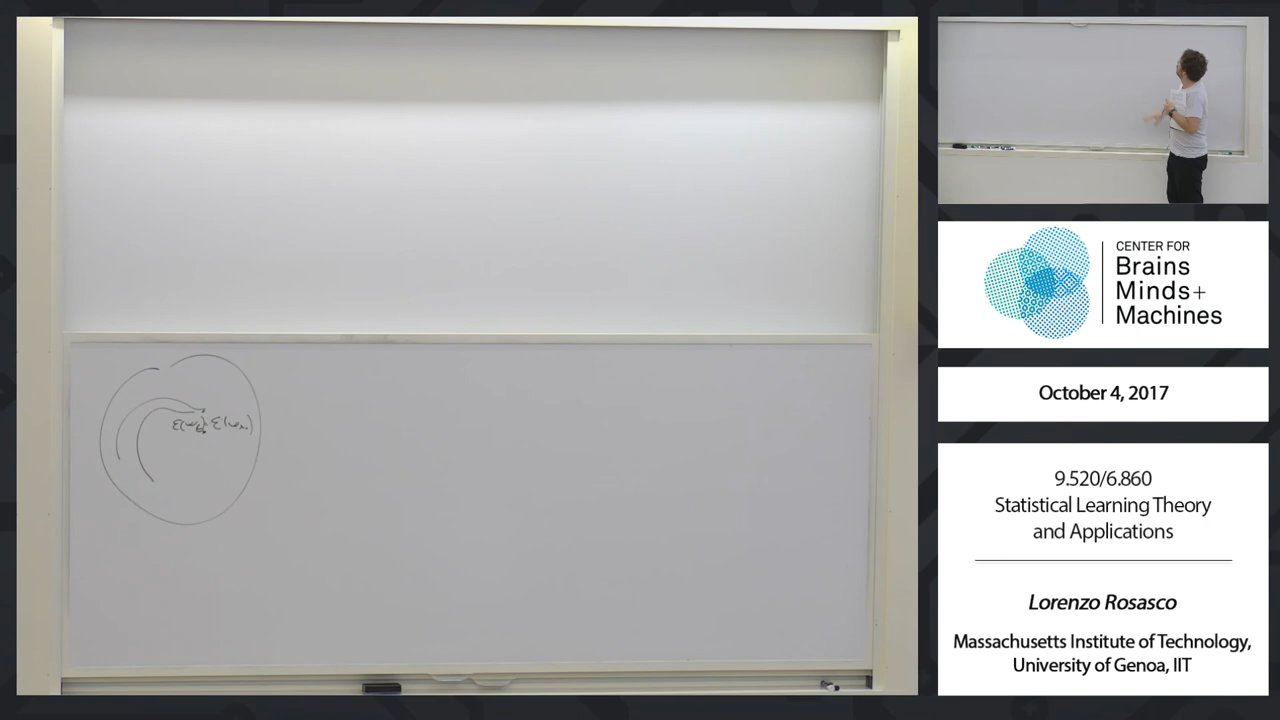 CENTER FOR
Brains
Minds+
Machines
October 4, 2017
9.520/6.860
Statistical Learning Theory
and Applications
Lorenzo Rosasco
Massachusetts Institute of Technology,
University of Genoa, IIT